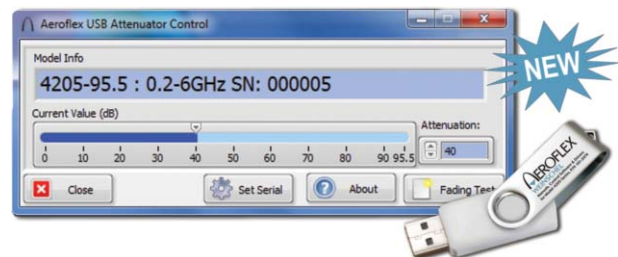 Aeroflex USB Attenuator Control
Model Info
4205-95.5 : 0.2-6GHz SN: 000005
Current Value (dB)
Attenuation:
0 10 20 30 40 50 60 70 80 90 95.5
40
Close
Set Serial
About
Fading Test
NEW
AEROFLEX
WEINSCHEL